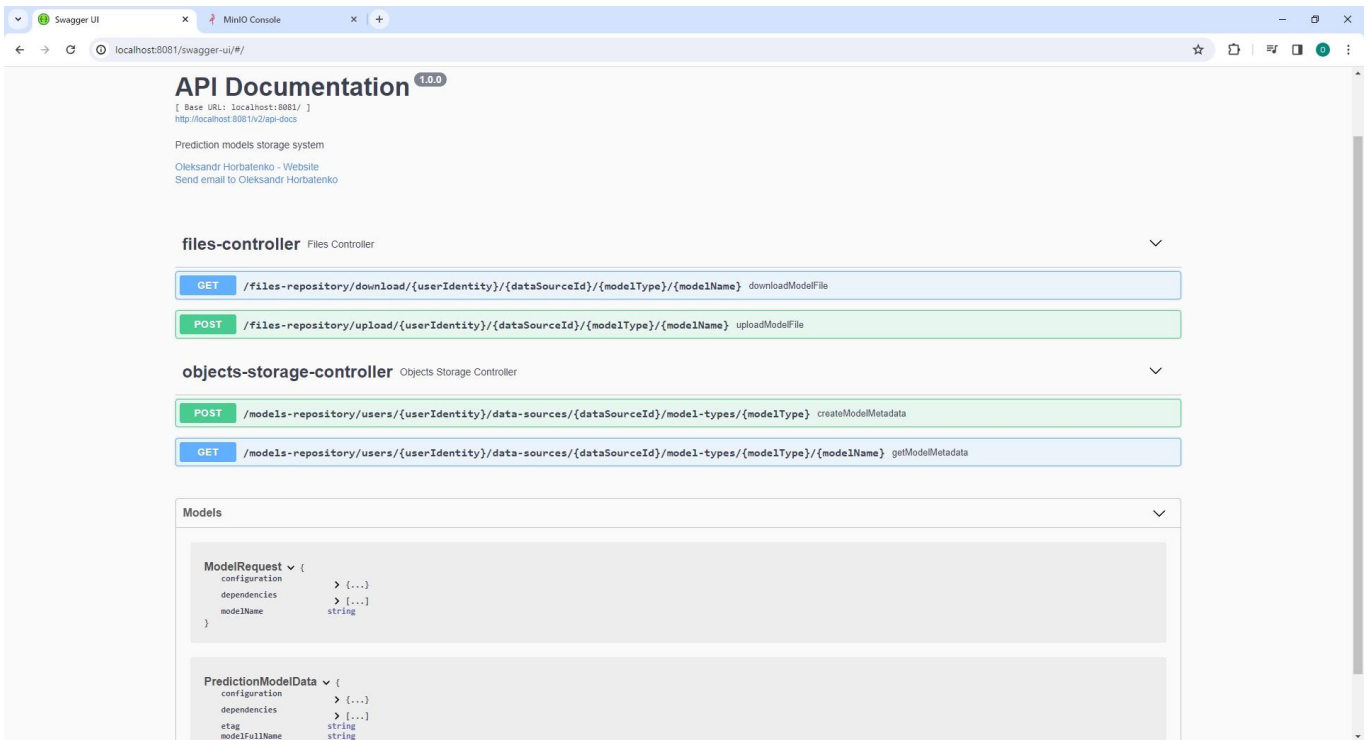 Swagger UI
MinIO Console
localhost:8081/swagger-ui/#/
API Documentation 1.0.0
[ Base URL: localhost:8081/ ]
http://localhost:8081/v2/api-docs
Prediction models storage system
Oleksandr Horbatenko - Website
Send email to Oleksandr Horbatenko
files-controller Files Controller
GET /files-repository/download/{userIdentity}/{dataSourceId}/{modelType}/{modelName} downloadModelFile
POST /files-repository/upload/{userIdentity}/{dataSourceId}/{modelType}/{modelName} uploadModelFile
objects-storage-controller Objects Storage Controller
POST /models-repository/users/{userIdentity}/data-sources/{dataSourceId}/model-types/{modelType} createModelMetadata
GET /models-repository/users/{userIdentity}/data-sources/{dataSourceId}/model-types/{modelType}/{modelName} getModelMetadata
Models
ModelRequest {
configuration {...}
dependencies [...]
modelName string
}
PredictionModelData {
configuration {...}
dependencies [...]
etag string
modelFullName string